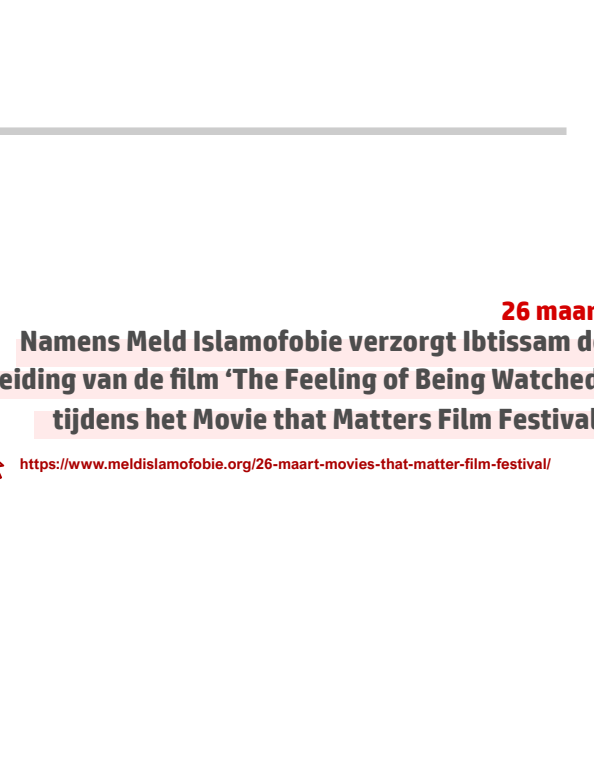 26 maar
Namens Meld Islamofobie verzorgt Ibtissam d
eiding van de film ‘The Feeling of Being Watched
tijdens het Movie that Matters Film Festival
https://www.meldislamofobie.org/26-maart-movies-that-matter-film-festival/